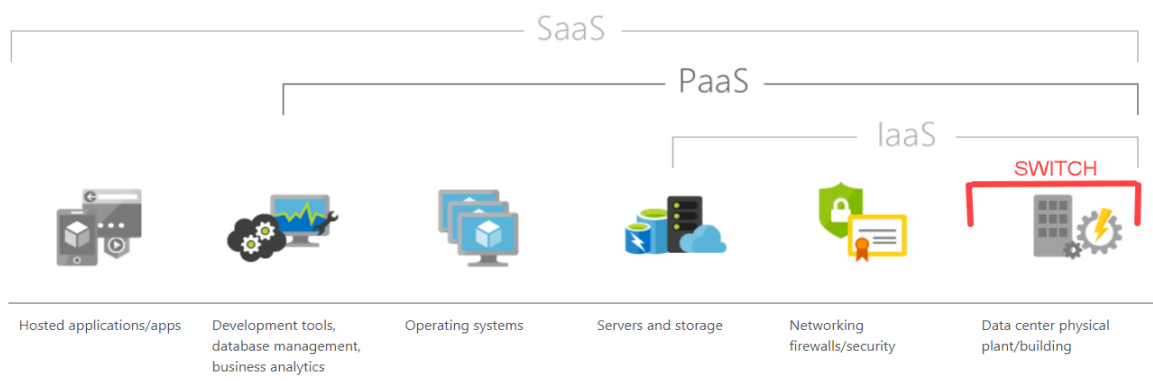 SaaS
PaaS
IaaS
SWITCH
Hosted applications/apps
Development tools,
database management,
business analytics
Operating systems
Servers and storage
Networking
firewalls/security
Data center physical
plant/building